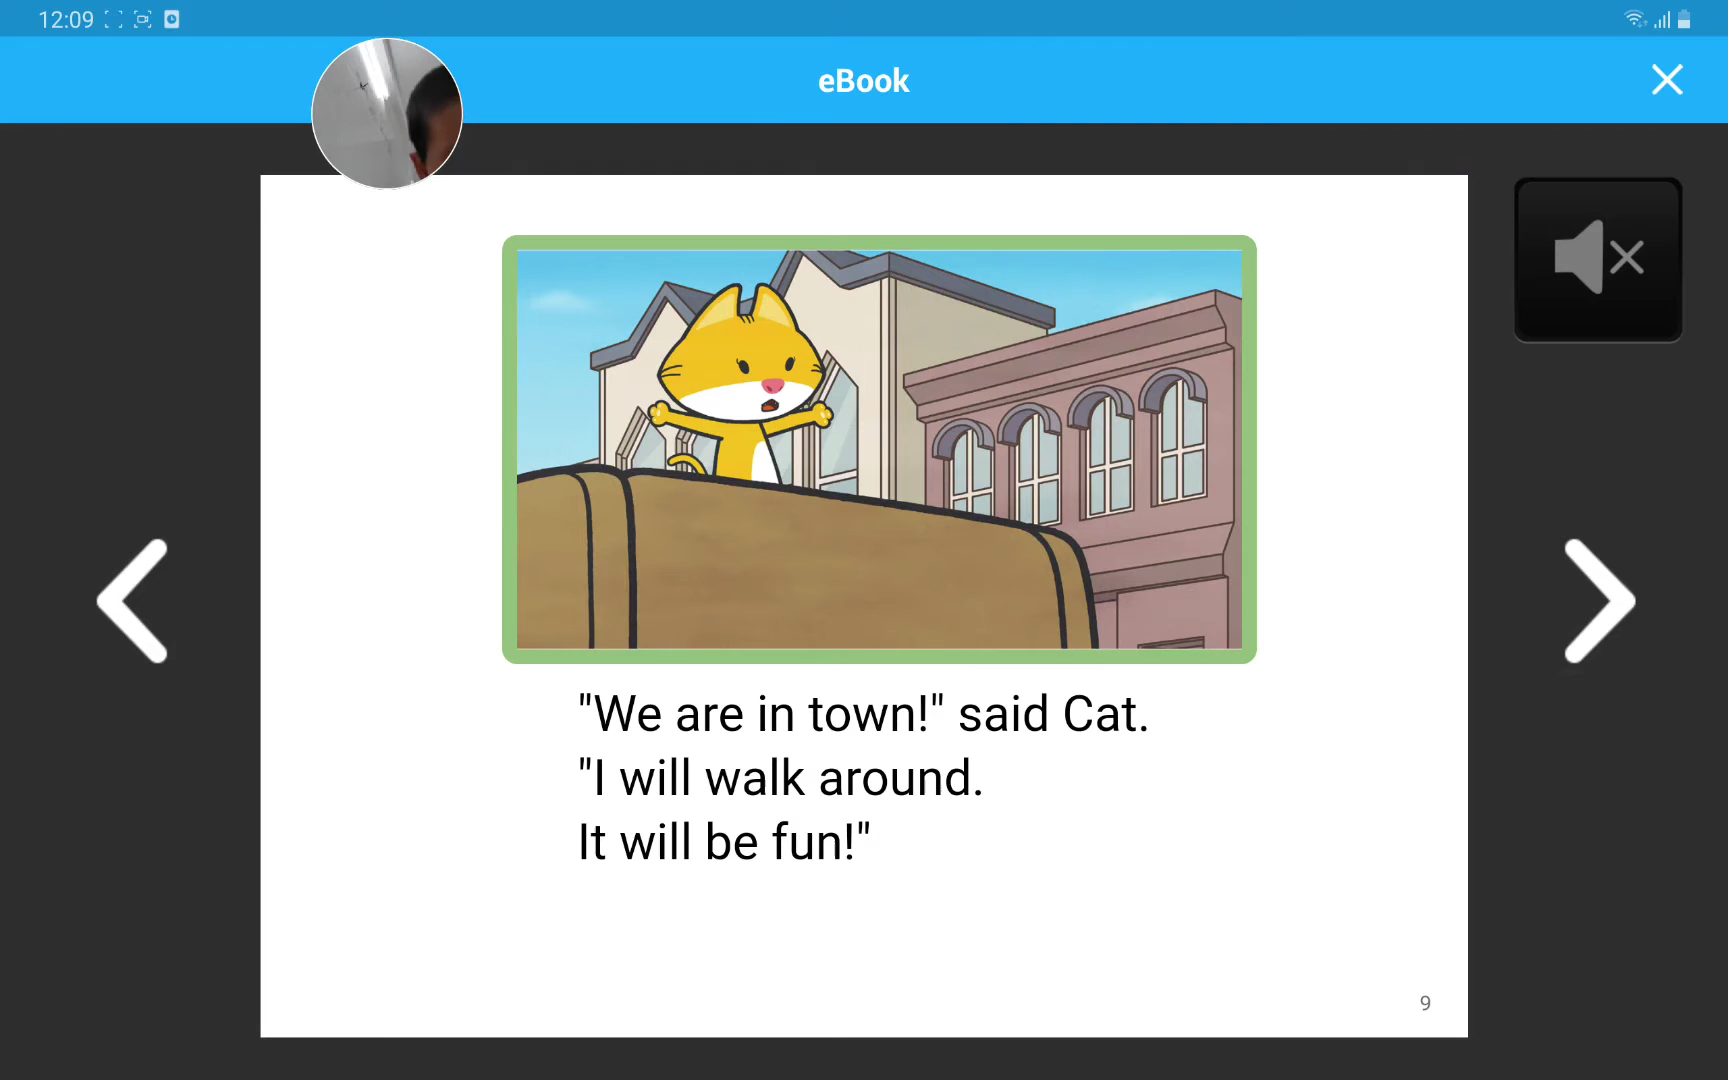 12:09
eBook
"We are in town!" said Cat.
"I will walk around.
It will be fun!"
9